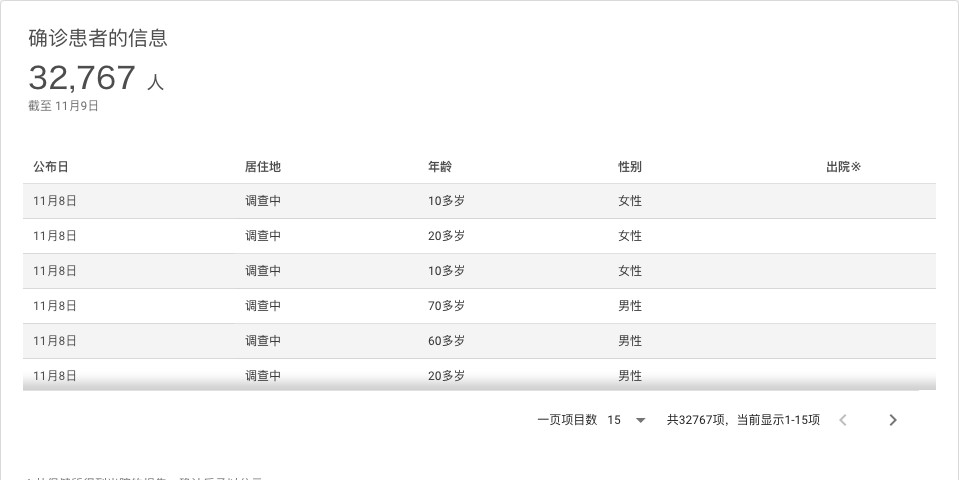 确诊患者的信息
32,767 人
截至 11月9日
公布日 居住地 年龄 性别 出院※
11月8日 调查中 10多岁 女性
11月8日 调查中 20多岁 女性
11月8日 调查中 10多岁 女性
11月8日 调查中 70多岁 男性
11月8日 调查中 60多岁 男性
11月8日 调查中 20多岁 男性
一页项目数 15 共32767项，当前显示1-15项